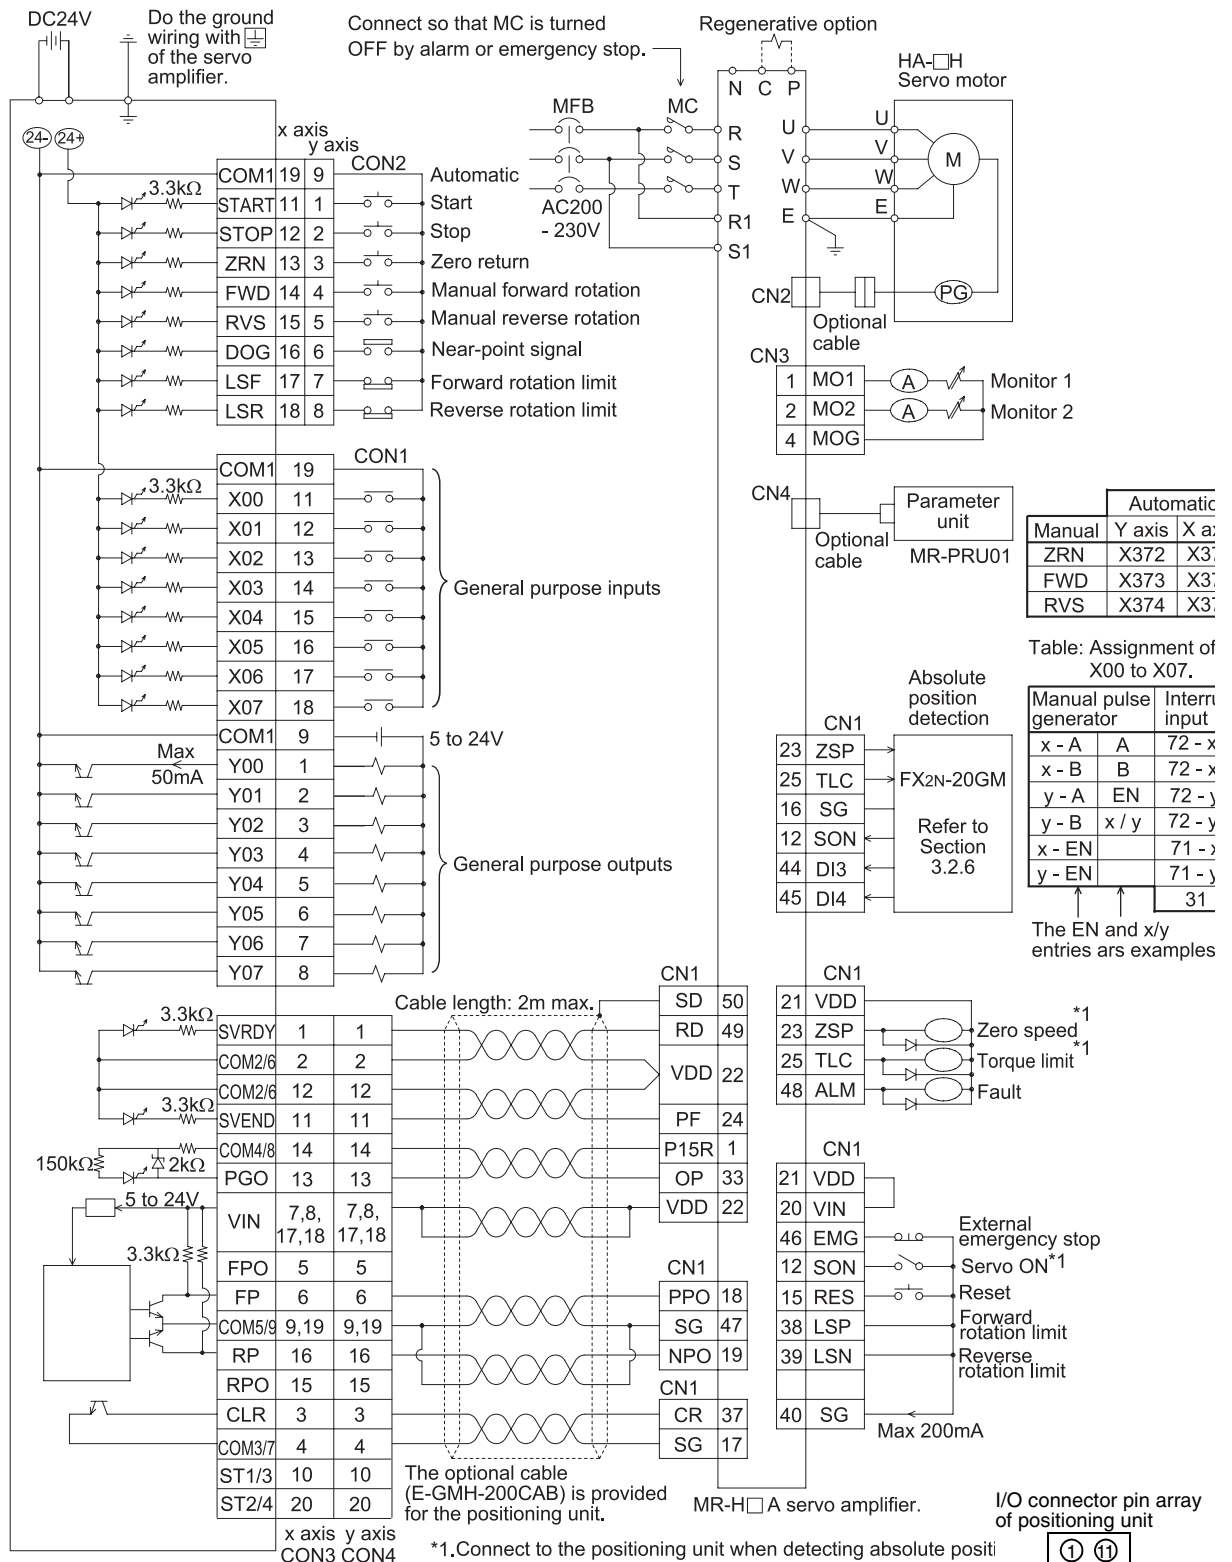 DC24V
Do the ground
wiring with
of the servo
amplifier.
Connect so that MC is turned
OFF by alarm or emergency stop.
Regenerative option
HA-□H
Servo motor
N C P
MFB
MC
R
S
T
R1
S1
AC200
- 230V
U
V
W
E
U
V
W
E
M
PG
CN2
Optional
cable
24-
24+
x axis
y axis
CON2
COM1 19 9 Automatic
3.3kΩ
START 11 1 Start
STOP 12 2 Stop
ZRN 13 3 Zero return
FWD 14 4 Manual forward rotation
RVS 15 5 Manual reverse rotation
DOG 16 6 Near-point signal
LSF 17 7 Forward rotation limit
LSR 18 8 Reverse rotation limit
CN3
1 MO1 A Monitor 1
2 MO2 A Monitor 2
4 MOG
CON1
COM1 19
3.3kΩ
X00 11
X01 12
X02 13
X03 14
X04 15
X05 16
X06 17
X07 18
General purpose inputs
CN4
Optional
cable
Parameter
unit
MR-PRU01
Automatic
Manual Y axis X
ZRN X372
FWD X373
RVS X374
Table: Assignment of
X00 to X07.
Manual pulse
generator
input
x - A A 72 - x
x - B B 72 - x
y - A EN 72 - y
y - B x / y 72 - y
x - EN 71 - x
y - EN 71 - y
31
The EN and x/y
entries ars examples
COM1 9 5 to 24V
Max
50mA
Y00 1
Y01 2
Y02 3
Y03 4
Y04 5
Y05 6
Y06 7
Y07 8
General purpose outputs
Absolute
position
detection
CN1
23 ZSP
25 TLC
16 SG
12 SON
44 DI3
45 DI4
FX2N-20GM
Refer to
Section
3.2.6
Cable length: 2m max.
3.3kΩ
SVRDY 1 1
COM2/6 2 2
COM2/6 12 12
3.3kΩ
SVEND 11 11
COM4/8 14 14
150kΩ
2kΩ
PGO 13 13
5 to 24V
VIN 7,8, 7,8,
17,18 17,18
3.3kΩ
FPO 5 5
FP 6 6
COM5/9 9,19 9,19
RP 16 16
RPO 15 15
CLR 3 3
COM3/7 4 4
ST1/3 10 10
ST2/4 20 20
x axis y axis
CON3 CON4
CN1
SD 50
RD 49
VDD 22
PF 24
P15R 1
OP 33
VDD 22
CN1
PPO 18
SG 47
NPO 19
CN1
CR 37
SG 17
CN1
21 VDD
23 ZSP Zero speed*1
25 TLC Torque limit*1
48 ALM Fault
CN1
21 VDD
20 VIN
46 EMG External
emergency stop
12 SON Servo ON*1
15 RES Reset
38 LSP Forward
rotation limit
39 LSN Reverse
rotation limit
40 SG
Max 200mA
The optional cable
(E-GMH-200CAB) is provided
for the positioning unit.
MR-H□ A servo amplifier.
*1.Connect to the positioning unit when detecting absolute
I/O connector pin array
of positioning unit
1 11